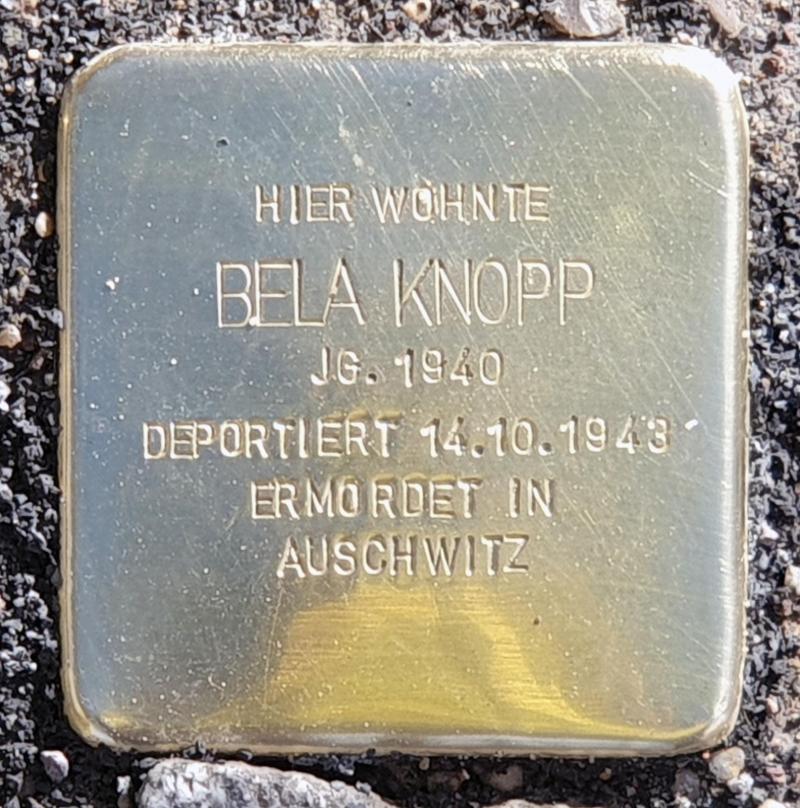 HIER WOHNTE
BELA KNOPP
JG. 1940
DEPORTIERT 14.10.1943
ERMORDET IN
AUSCHWITZ